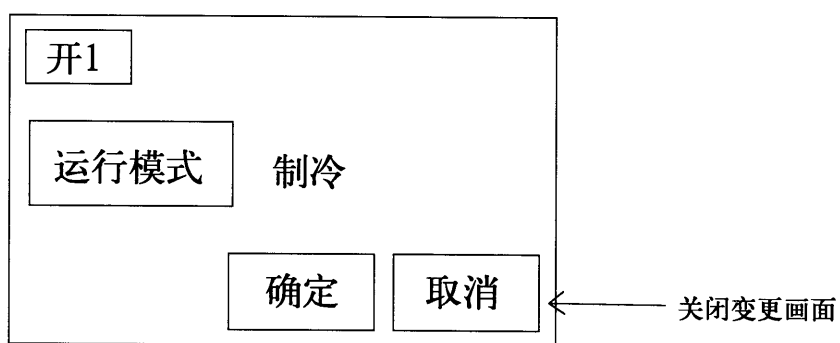 开1
运行模式 制冷
确定 取消
关闭变更画面